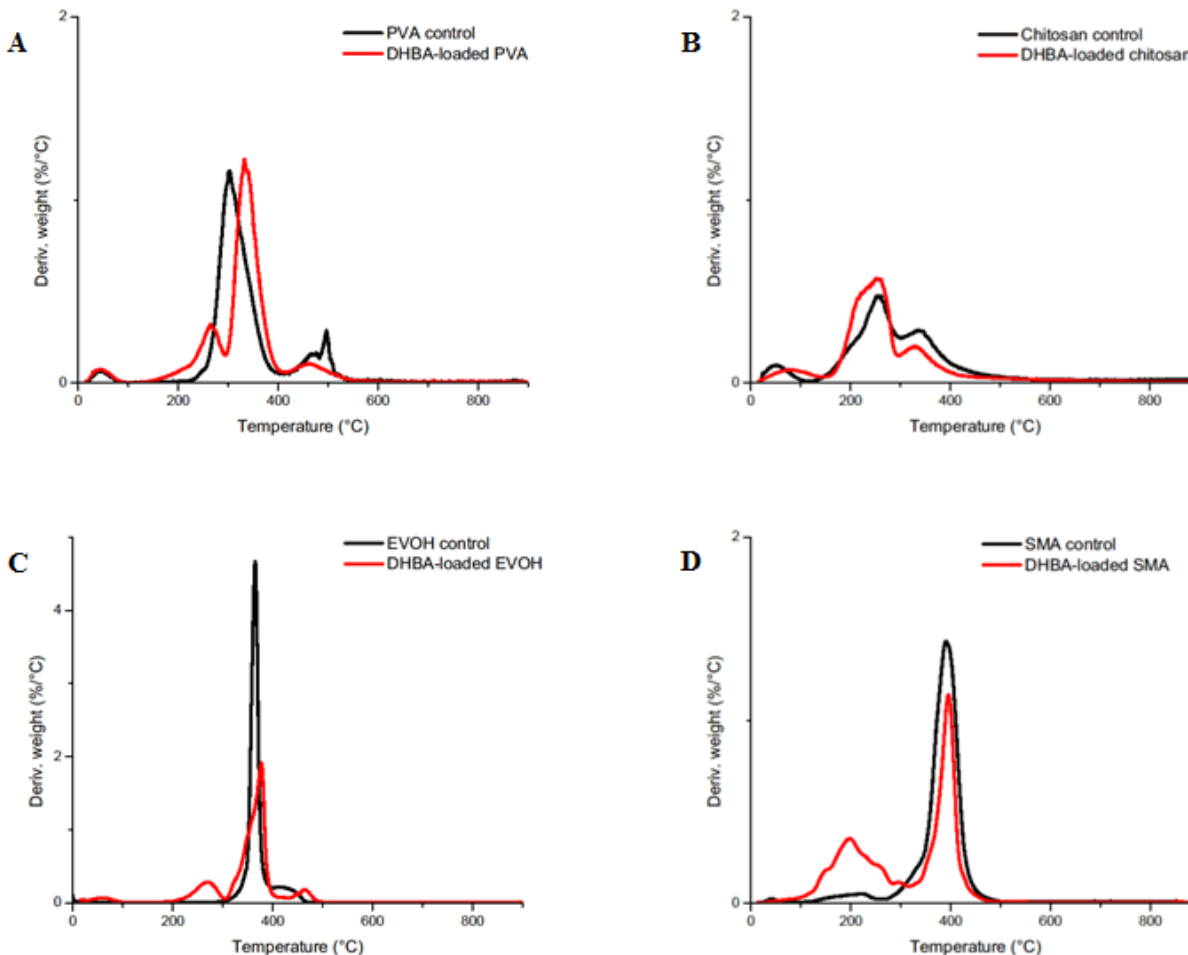 A
2
PVA control
DHBA-loaded PVA
Deriv. weight (%/°C)
0
0
200
400
600
800
Temperature (°C)
B
2
Chitosan control
DHBA-loaded chitosan
Deriv. weight (%/°C)
0
0
200
400
600
800
Temperature (°C)
C
EVOH control
DHBA-loaded EVOH
4
2
0
Deriv. weight (%/°C)
0
200
400
600
800
Temperature (°C)
D
2
SMA control
DHBA-loaded SMA
Deriv. weight (%/°C)
0
0
200
400
600
800
Temperature (°C)